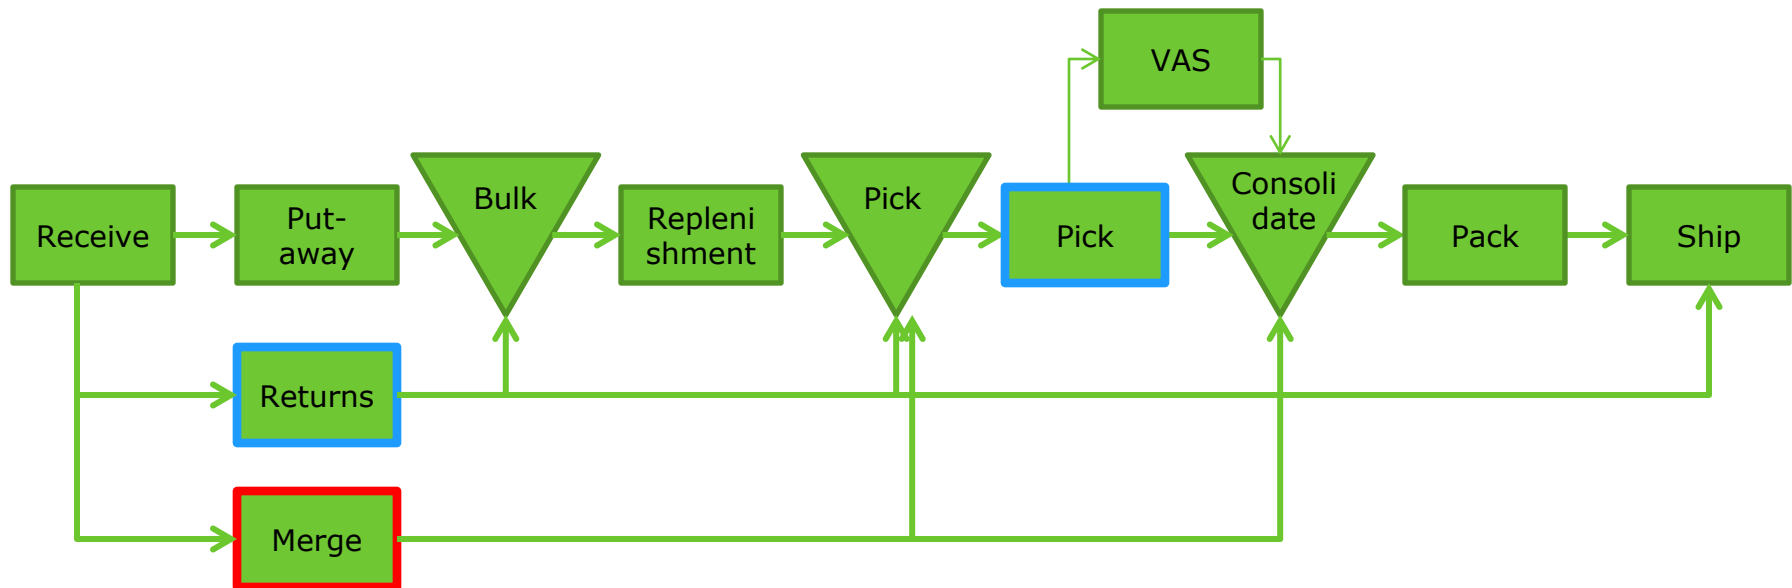 VAS
Receive
Put-
away
Bulk
Repleni
shment
Pick
Pick
Consoli
date
Pack
Ship
Returns
Merge